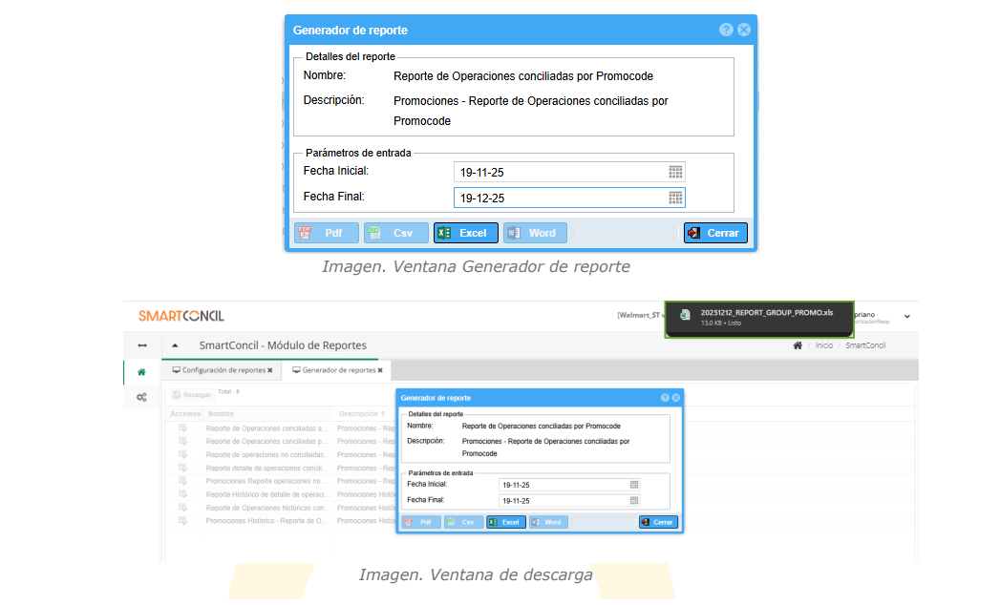 Generador de reporte
Detalles del reporte
Nombre: Reporte de Operaciones conciliadas por Promocode
Descripción: Promociones - Reporte de Operaciones conciliadas por
Promocode
Parámetros de entrada
Fecha Inicial: 19-11-25
Fecha Final: 19-12-25
Pdf Csv Excel Word Cerrar
Imagen. Ventana Generador de reporte
SMARTCONCIL
[Walmart_ST
20251212_REPORT_GROUP_PROMO.xls
13.0 KB • Listo
priano
SmartConcil - Módulo de Reportes
/ Inicio / SmartConcil
Configuración de reportes Generador de reportes
Recargar Total : 8
Acciones Nombre Descripción
Reporte de Operaciones conciliadas a... Promociones - Rep
Reporte de Operaciones conciliadas p... Promociones - Rep
Reporte de operaciones no conciliadas... Promociones - Rep
Reporte detalle de operaciones concili... Promociones - Rep
Promociones Reporte operaciones no ... Promociones - Rep
Reporte Histórico de detalle de operaci... Promociones Histó
Reporte de Operaciones históricas con... Promociones Histó
Promociones Histórico - Reporte de O... Promociones Histó
Generador de reporte
Detalles del reporte
Nombre: Reporte de Operaciones conciliadas por Promocode
Descripción: Promociones - Reporte de Operaciones conciliadas por
Promocode
Parámetros de entrada
Fecha Inicial: 19-11-25
Fecha Final: 19-11-25
Pdf Csv Excel Word Cerrar
Imagen. Ventana de descarga